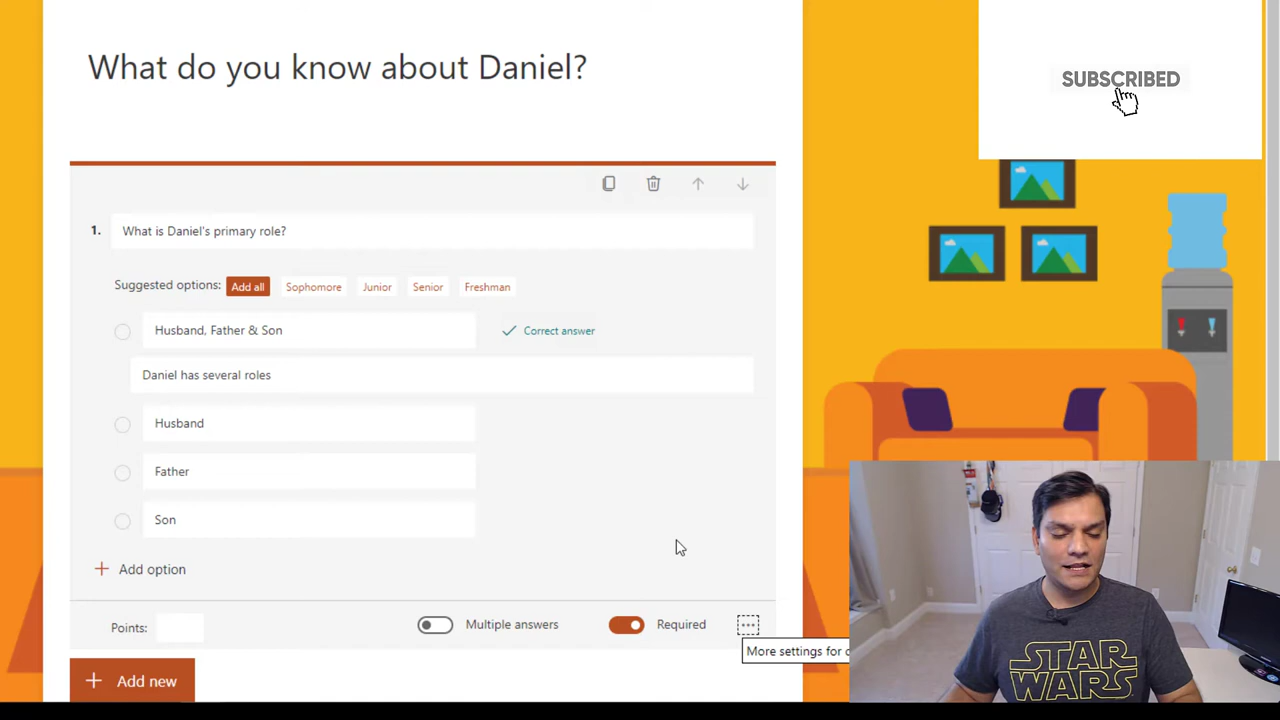 What do you know about Daniel?
SUBSCRIBED
1. What is Daniel's primary role?
Suggested options: Add all Sophomore Junior Senior Freshman
Husband, Father & Son Correct answer
Daniel has several roles
Husband
Father
Son
Add option
Points: Multiple answers Required
More settings for
Add new
STAR
WARS